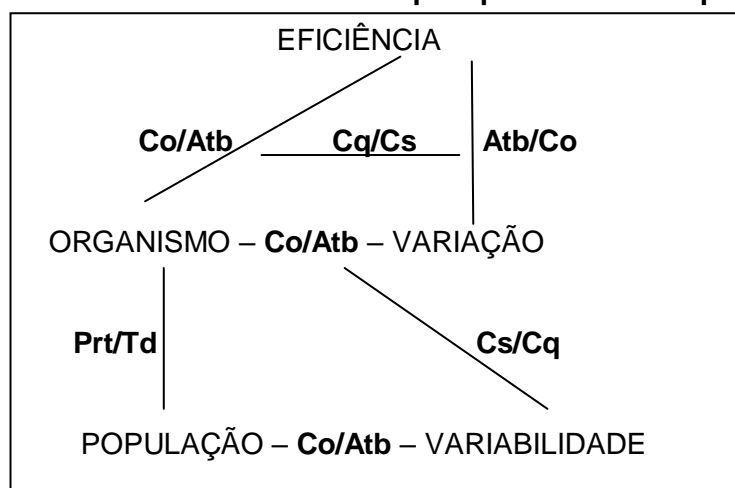 EFICIÊNCIA
Co/Atb Cq/Cs Atb/Co
ORGANISMO – Co/Atb – VARIAÇÃO
Prt/Td Cs/Cq
POPULAÇÃO – Co/Atb – VARIABILIDADE